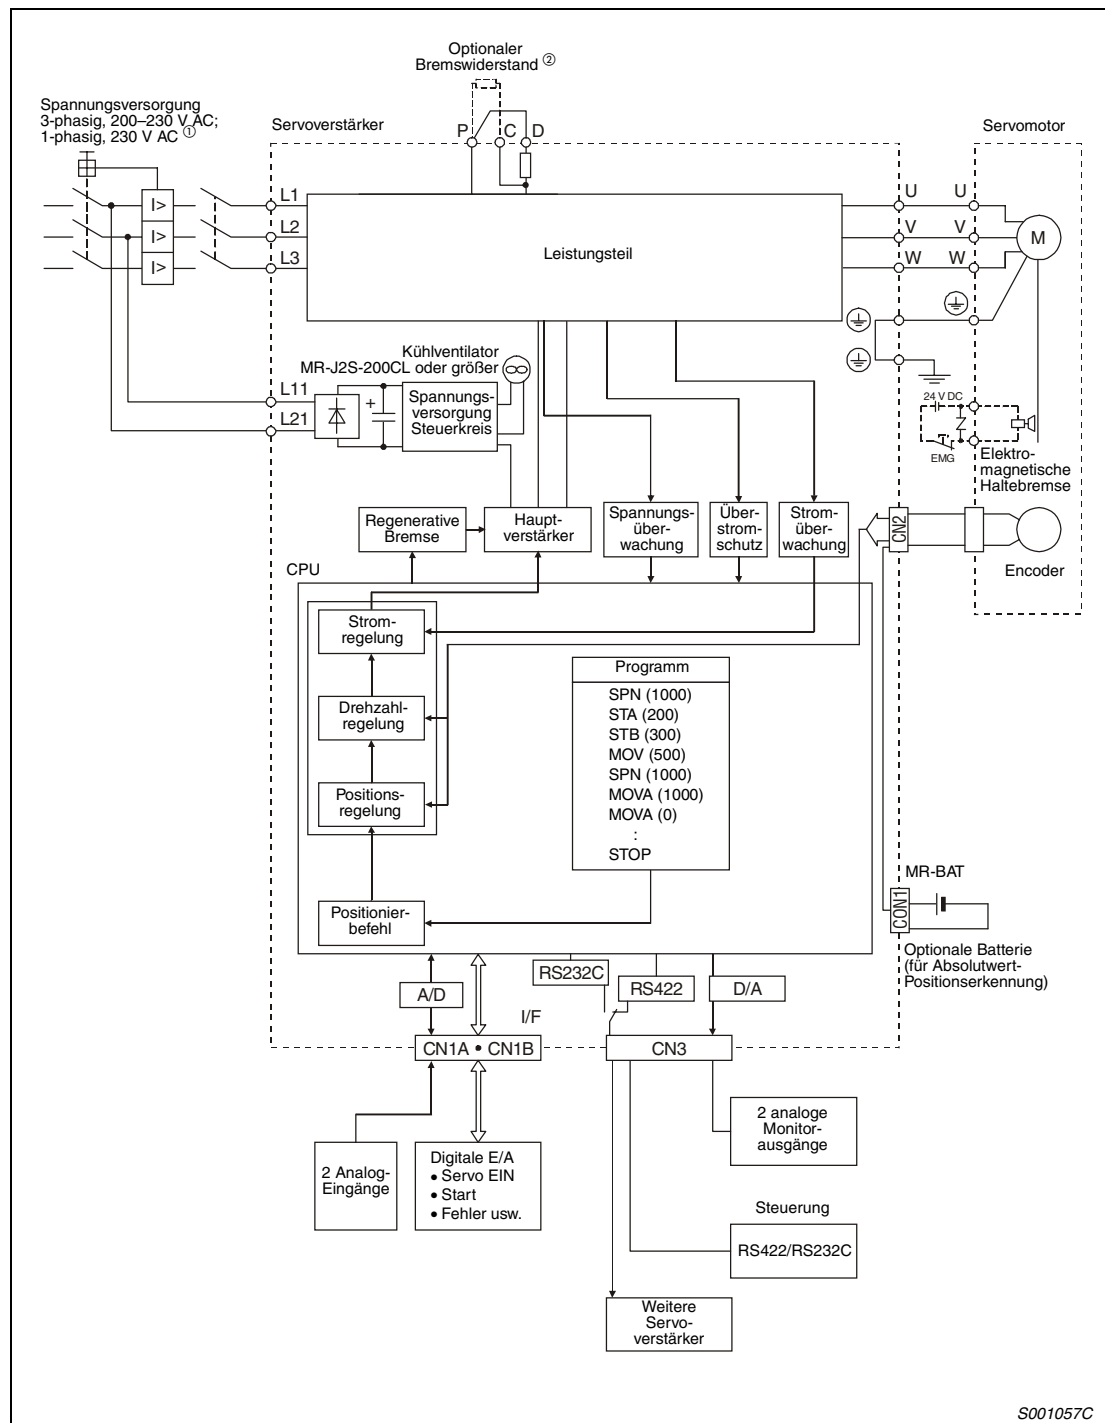 Optionaler
Bremswiderstand ②
Spannungsversorgung
3-phasig, 200–230 V AC;
1-phasig, 230 V AC ①
Servoverstärker
P C D
Servomotor
L1
L2
L3
I>
I>
I>
Leistungsteil
U U
V V
W W
M
Kühlventilator
MR-J2S-200CL oder größer
L11
L21
+
Spannungs-
versorgung
Steuerkreis
24 V DC
EMG
Elektro-
magnetische
Haltebremse
Regenerative
Bremse
Haupt-
verstärker
Spannungs-
über-
wachung
Über-
strom-
schutz
Strom-
über-
wachung
CN2
Encoder
CPU
Strom-
regelung
Drehzahl-
regelung
Positions-
regelung
Positionier-
befehl
Programm
SPN (1000)
STA (200)
STB (300)
MOV (500)
SPN (1000)
MOVA (1000)
MOVA (0)
:
STOP
MR-BAT
CON1
Optionale Batterie
(für Absolutwert-
Positionserkennung)
RS232C
RS422
A/D
D/A
I/F
CN1A • CN1B
CN3
2 Analog-
Eingänge
Digitale E/A
• Servo EIN
• Start
• Fehler usw.
2 analoge
Monitor-
ausgänge
Steuerung
RS422/RS232C
Weitere
Servo-
verstärker
S001057C